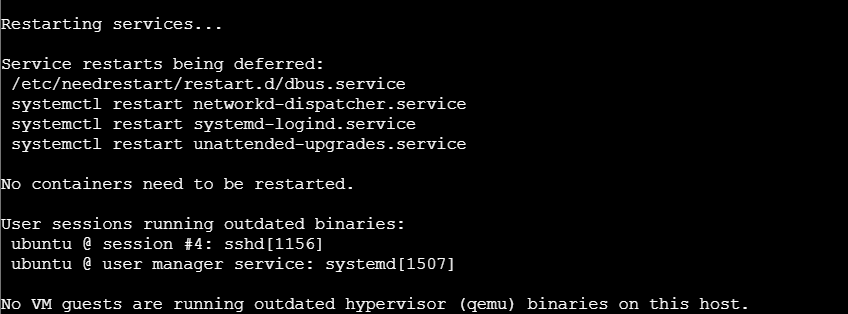 Restarting services...
Service restarts being deferred:
/etc/needrestart/restart.d/dbus.service
systemctl restart networkd-dispatcher.service
systemctl restart systemd-logind.service
systemctl restart unattended-upgrades.service
No containers need to be restarted.
User sessions running outdated binaries:
ubuntu @ session #4: sshd[1156]
ubuntu @ user manager service: systemd[1507]
No VM guests are running outdated hypervisor (qemu) binaries on this host.